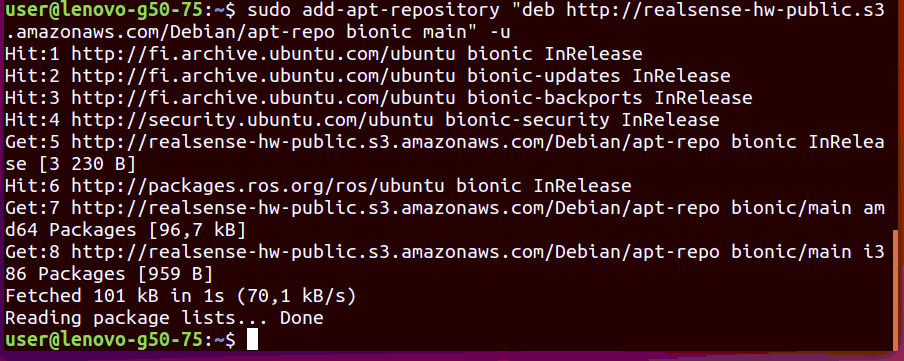 user@lenovo-g50-75:~$ sudo add-apt-repository "deb http://realsense-hw-public.s3
.amazonaws.com/Debian/apt-repo bionic main" -u
Hit:1 http://fi.archive.ubuntu.com/ubuntu bionic InRelease
Hit:2 http://fi.archive.ubuntu.com/ubuntu bionic-updates InRelease
Hit:3 http://fi.archive.ubuntu.com/ubuntu bionic-backports InRelease
Hit:4 http://security.ubuntu.com/ubuntu bionic-security InRelease
Get:5 http://realsense-hw-public.s3.amazonaws.com/Debian/apt-repo bionic InRelea
se [3 230 B]
Hit:6 http://packages.ros.org/ros/ubuntu bionic InRelease
Get:7 http://realsense-hw-public.s3.amazonaws.com/Debian/apt-repo bionic/main am
d64 Packages [96,7 kB]
Get:8 http://realsense-hw-public.s3.amazonaws.com/Debian/apt-repo bionic/main i3
86 Packages [959 B]
Fetched 101 kB in 1s (70,1 kB/s)
Reading package lists... Done
user@lenovo-g50-75:~$